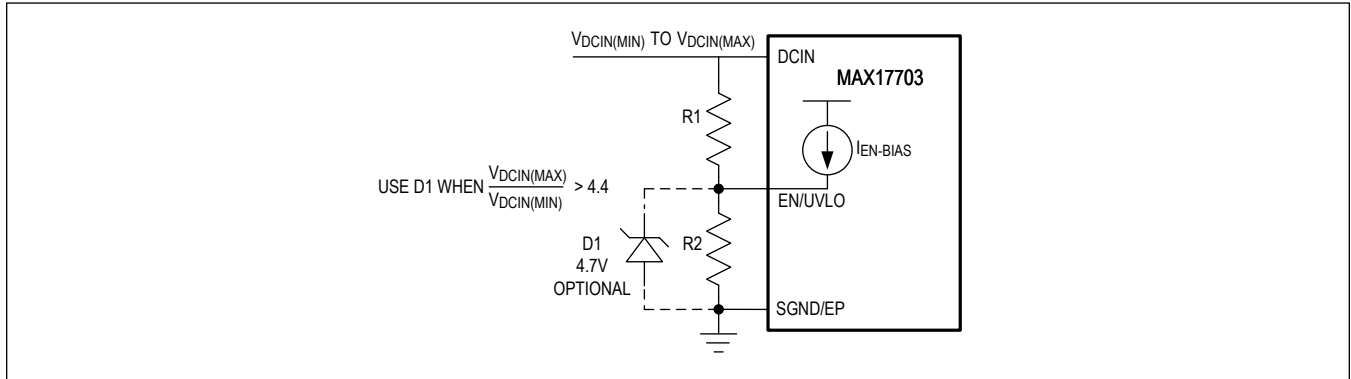 VDCIN(MIN) TO VDCIN(MAX)
DCIN
MAX17703
R1
IEN-BIAS
USE D1 WHEN VDCIN(MAX)
VDCIN(MIN) > 4.4
EN/UVLO
D1
4.7V
OPTIONAL
R2
SGND/EP